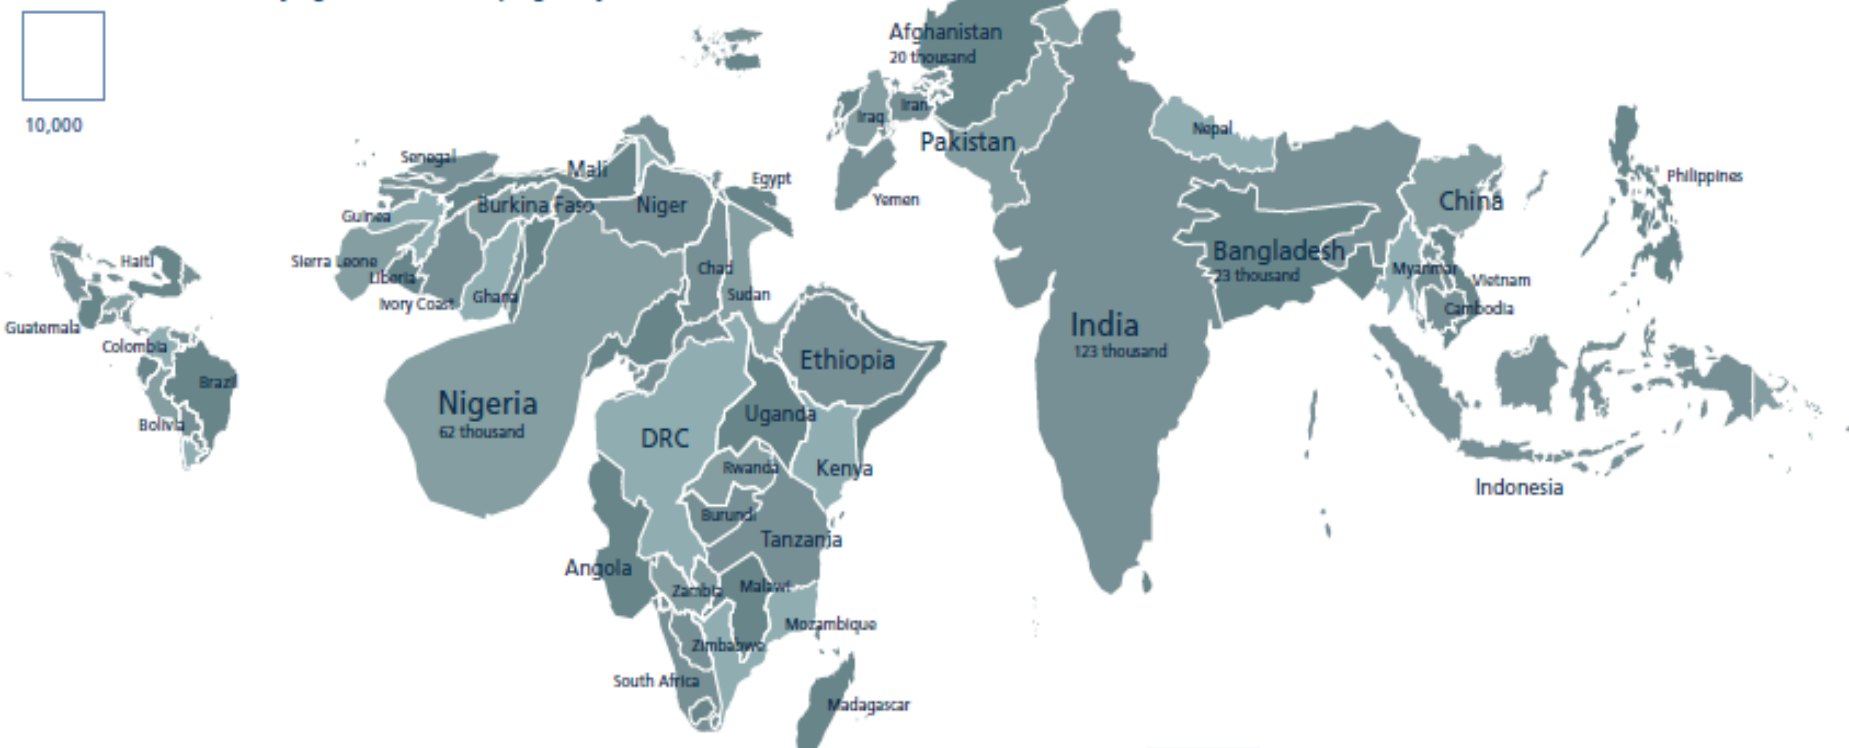 10,000
Afghanistan
20 thousand
Iraq
Iran
Pakistan
Nepal
Senegal
Mali
Egypt
Yemen
Philippines
Guinea
Burkina Faso
Niger
China
Haiti
Sierra Leone
Liberia
Ivory Coast
Ghana
Chad
Sudan
Bangladesh
23 thousand
Myanmar
Vietnam
Cambodia
Guatemala
Colombia
Brazil
Bolivia
India
123 thousand
Ethiopia
Nigeria
62 thousand
DRC
Uganda
Rwanda
Kenya
Indonesia
Burundi
Tanzania
Angola
Zambia
Malawi
Mozambique
Zimbabwe
South Africa
Madagascar